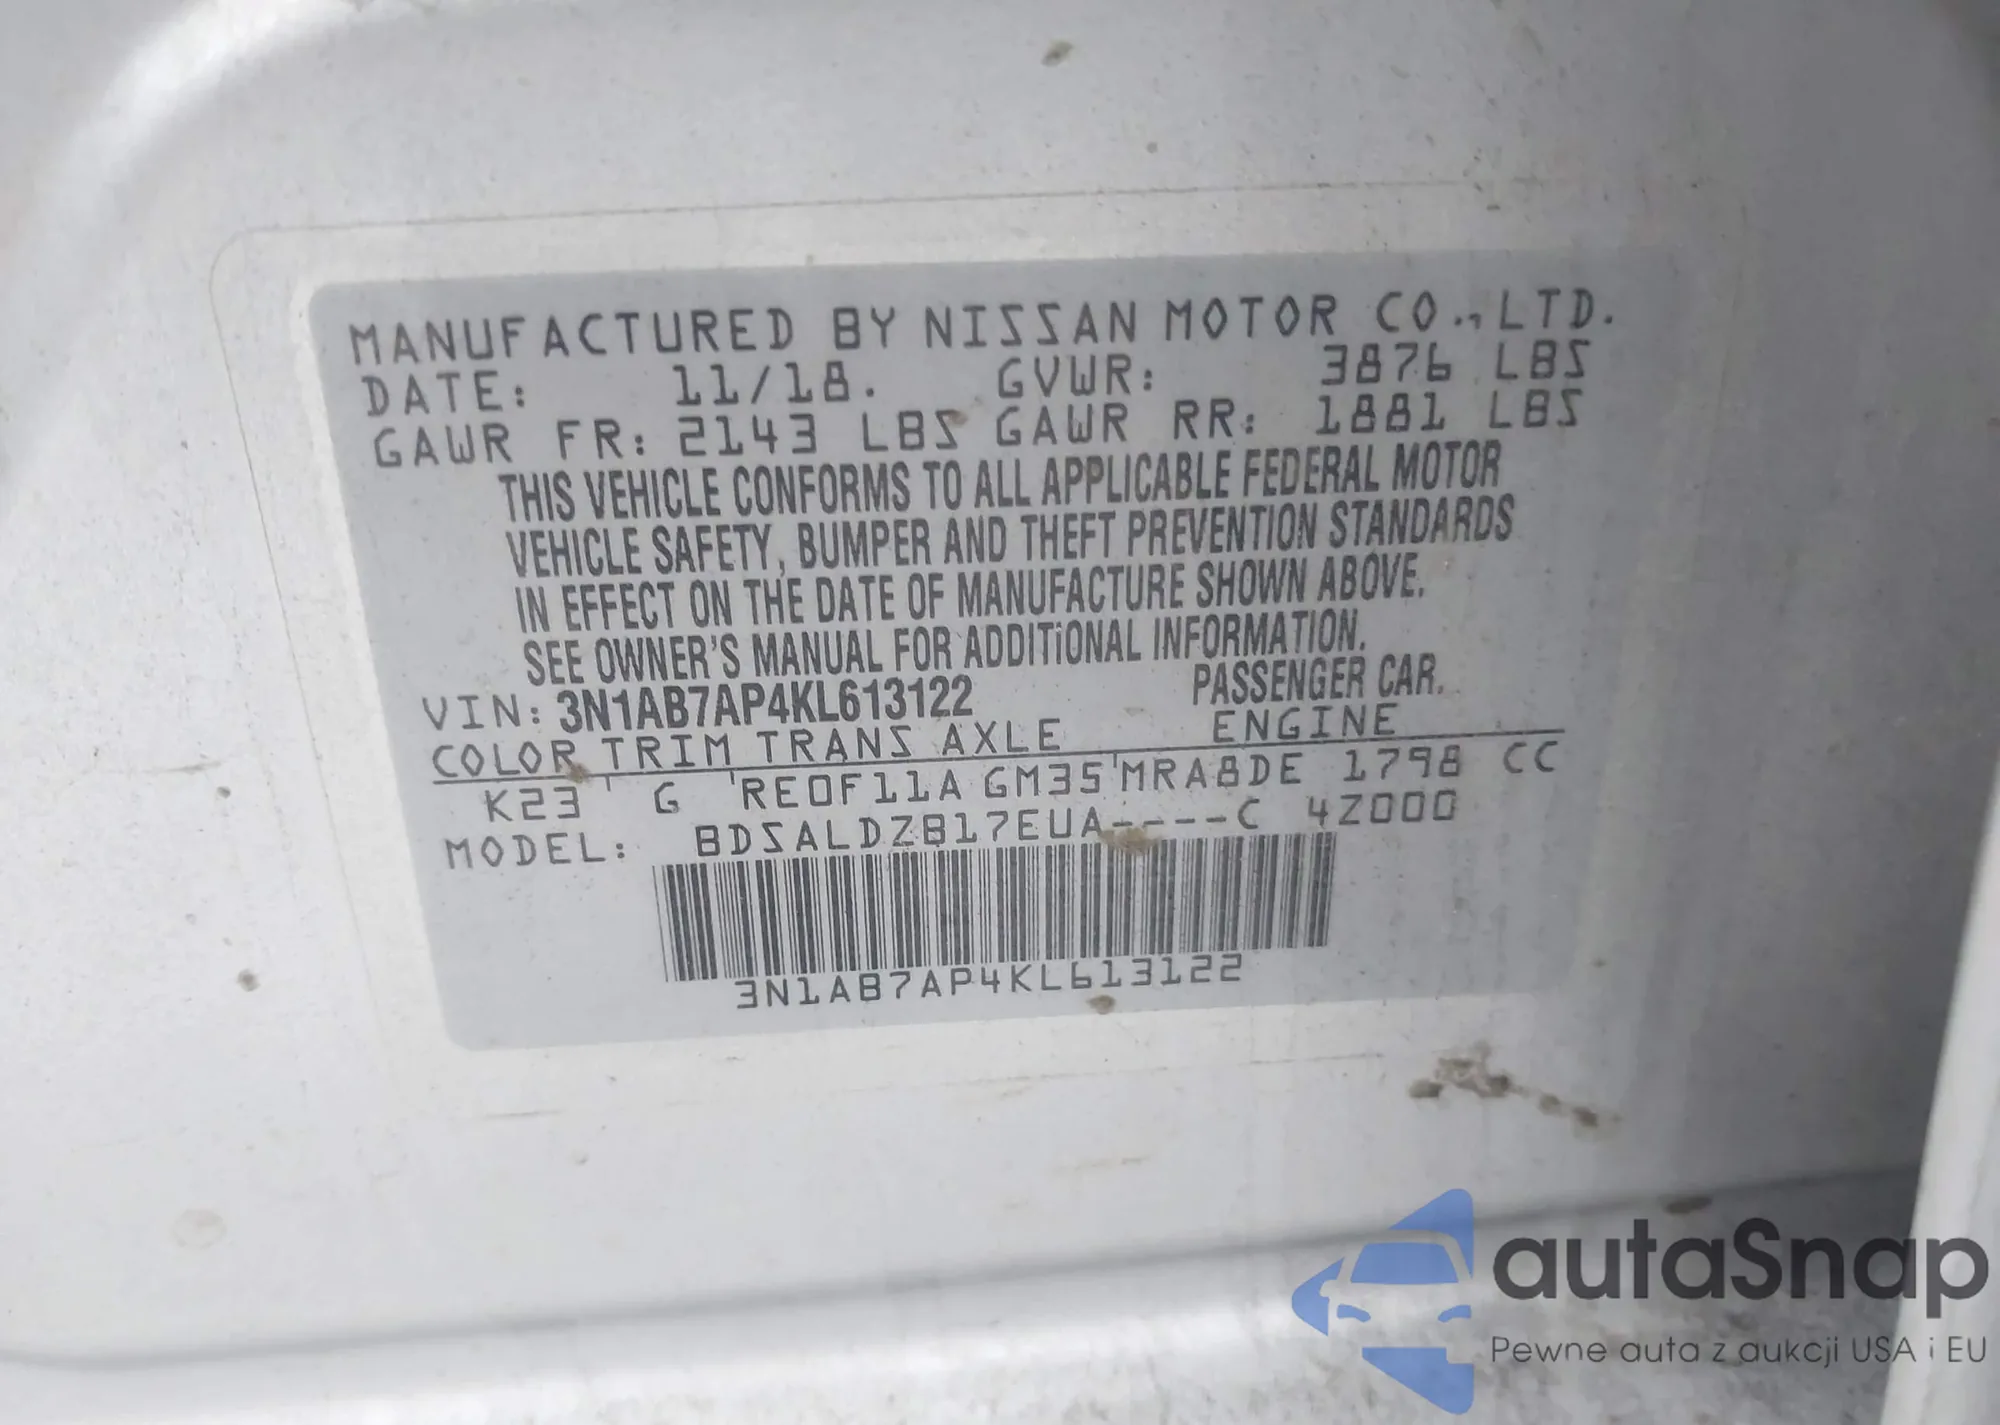 MANUFACTURED BY NISSAN MOTOR CO., LTD.
DATE: 11/18. GVWR: 3876 LBS
GAWR FR: 2143 LBS GAWR RR: 1881 LBS
THIS VEHICLE CONFORMS TO ALL APPLICABLE FEDERAL MOTOR
VEHICLE SAFETY, BUMPER AND THEFT PREVENTION STANDARDS
IN EFFECT ON THE DATE OF MANUFACTURE SHOWN ABOVE.
SEE OWNER'S MANUAL FOR ADDITIONAL INFORMATION.
VIN: 3N1AB7AP4KL613122 PASSENGER CAR.
COLOR TRIM TRANS AXLE ENGINE
K23 G RE0F11A GM35 MRA8DE 1798 CC
MODEL: BDSALDZB17EUA----C 4Z000
3N1AB7AP4KL613122
autaSnap
Pewne auta z aukcji USA i EU